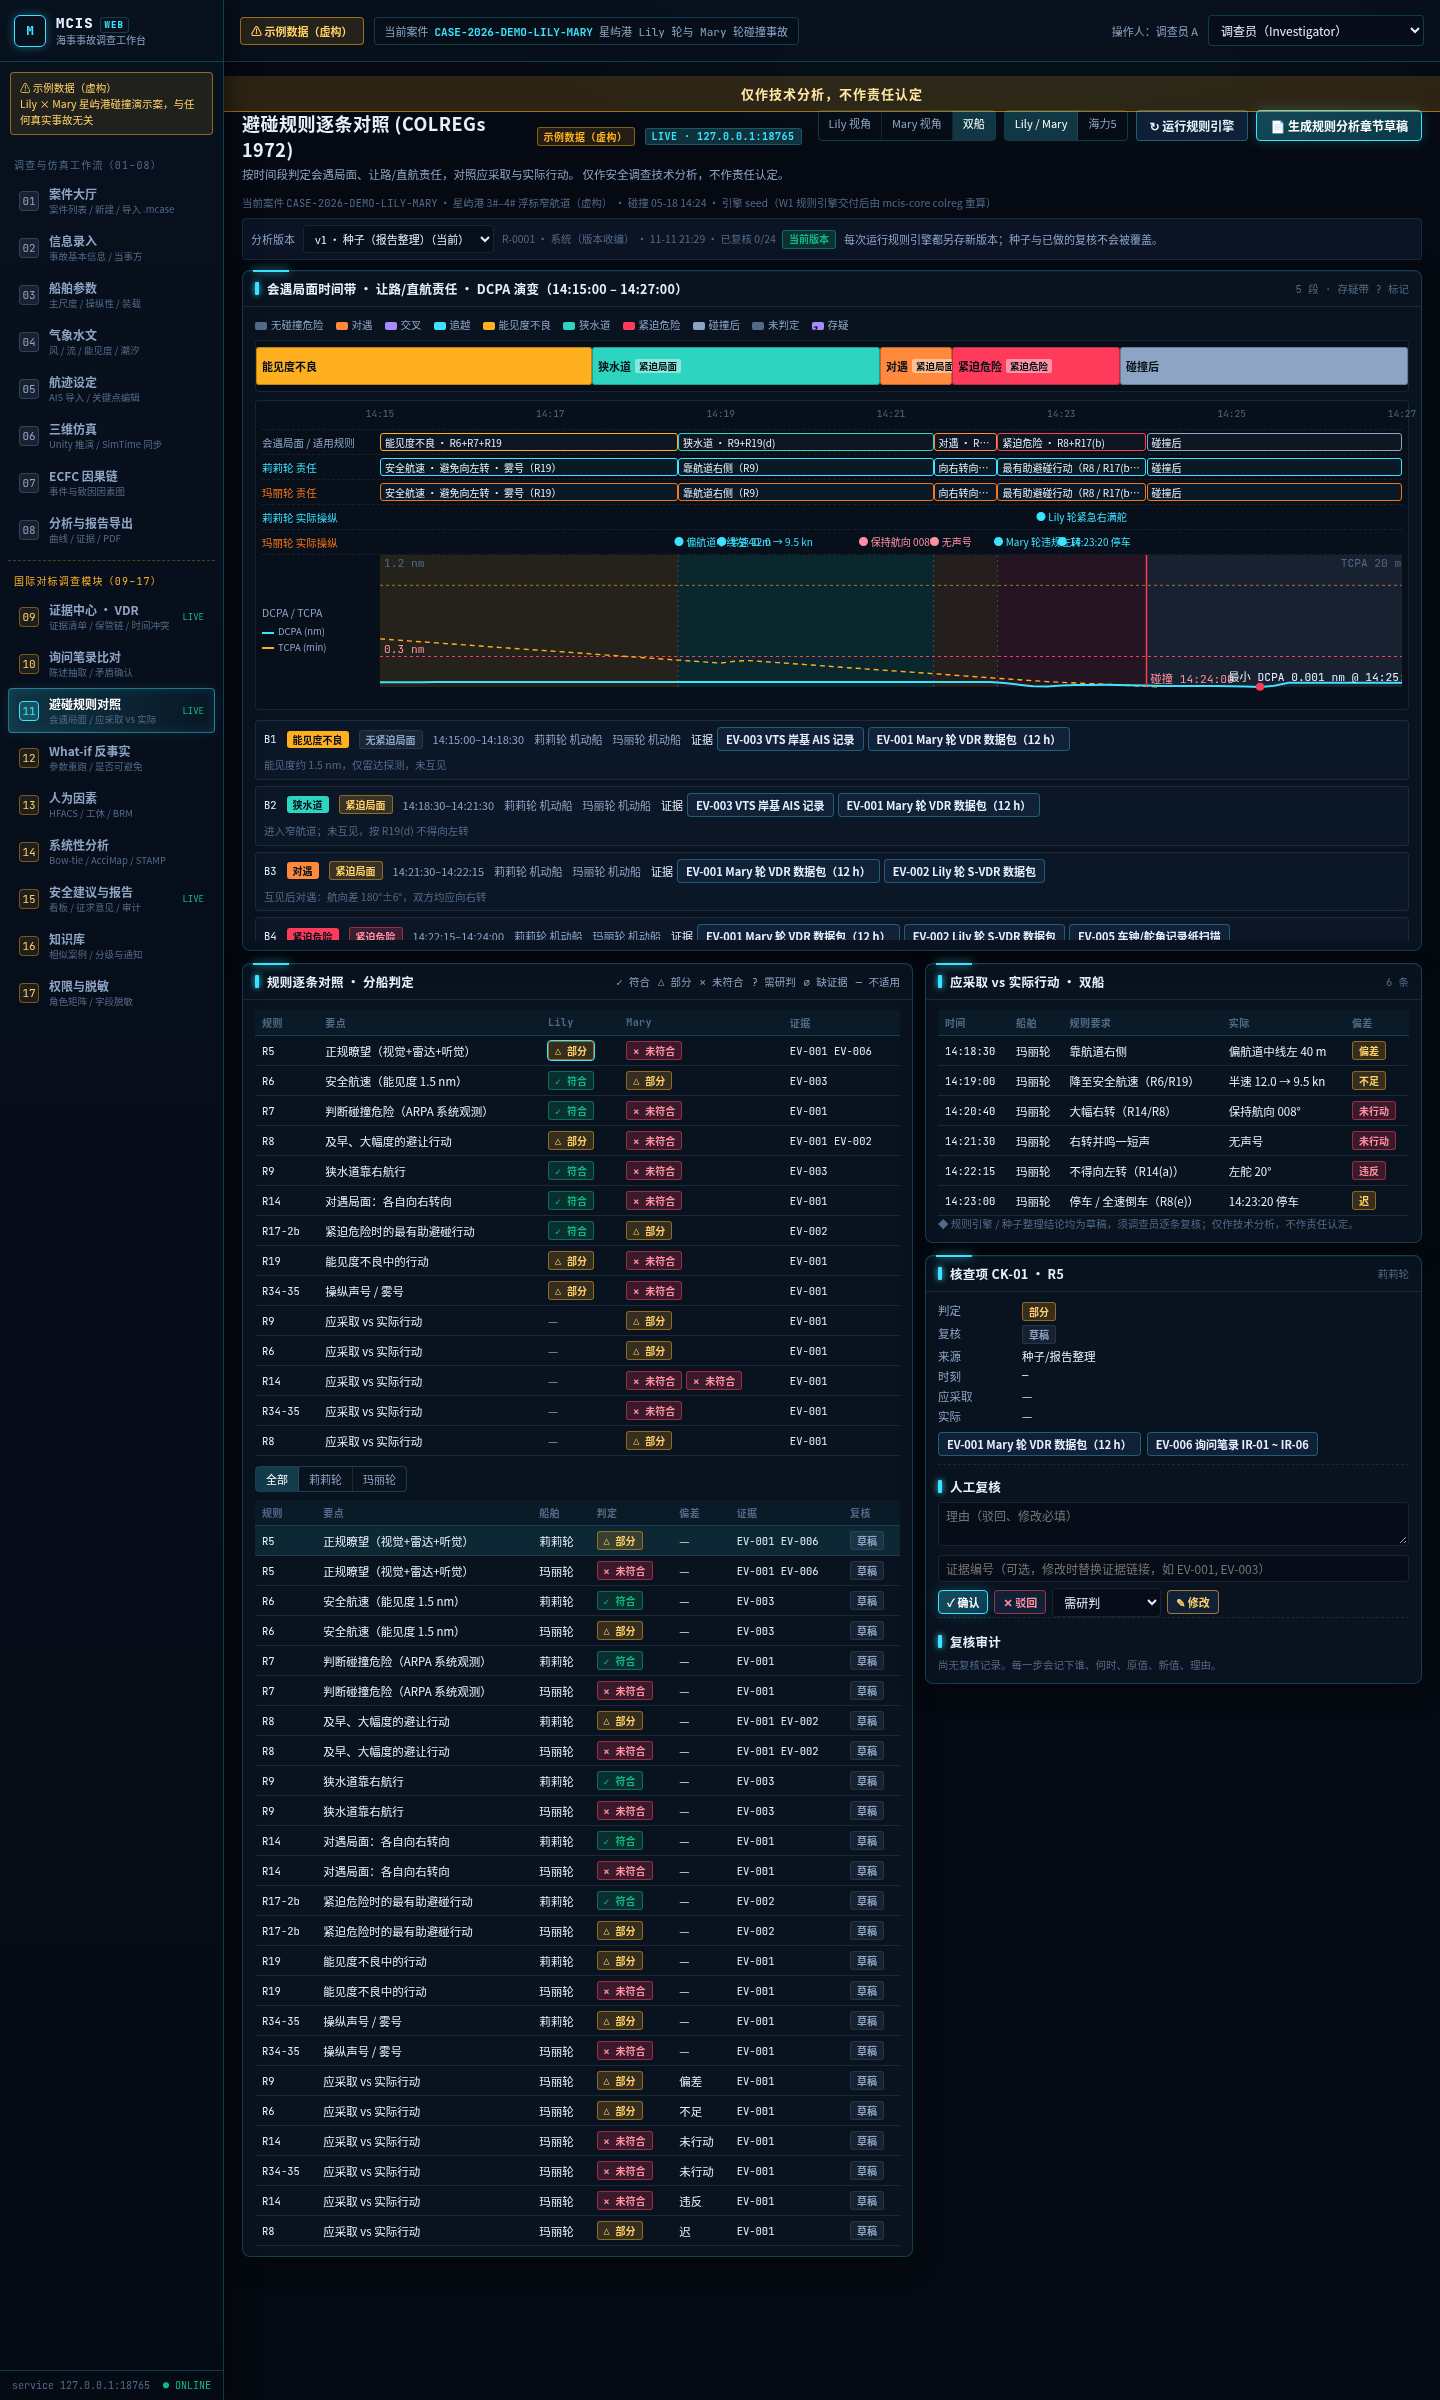 M MCIS WEB
海事事故调查工作台
⚠ 示例数据（虚构）
Lily × Mary 星屿港碰撞演示案，与任
何真实事故无关
调查与仿真工作流（01–08）
01 案件大厅
案件列表 / 新建 / 导入 .mcase
02 信息录入
事故基本信息 / 当事方
03 船舶参数
主尺度 / 操纵性 / 装载
04 气象水文
风 / 流 / 能见度 / 潮汐
05 航迹设定
AIS 导入 / 关键点编辑
06 三维仿真
Unity 推演 / SimTime 同步
07 ECFC 因果链
事件与致因因素图
08 分析与报告导出
曲线 / 证据 / PDF
国际对标调查模块（09–17）
09 证据中心 · VDR LIVE
证据清单 / 保管链 / 时间冲突
10 询问笔录比对
陈述抽取 / 矛盾确认
11 避碰规则对照 LIVE
会遇局面 / 应采取 vs 实际
12 What-if 反事实
参数重跑 / 是否可避免
13 人为因素
HFACS / 工休 / BRM
14 系统性分析
Bow-tie / AcciMap / STAMP
15 安全建议与报告 LIVE
看板 / 征求意见 / 审计
16 知识库
相似案例 / 分级与通知
17 权限与脱敏
角色矩阵 / 字段脱敏
service 127.0.0.1:18765 ● ONLINE
⚠ 示例数据（虚构） 当前案件 CASE-2026-DEMO-LILY-MARY 星屿港 Lily 轮与 Mary 轮碰撞事故 操作人：调查员 A 调查员（Investigator）
仅作技术分析，不作责任认定
避碰规则逐条对照 (COLREGs
1972) 示例数据（虚构） LIVE · 127.0.0.1:18765 Lily 视角 Mary 视角 双船 Lily / Mary 海力5 ↻ 运行规则引擎 📄 生成规则分析章节草稿
按时间段判定会遇局面、让路/直航责任，对照应采取与实际行动。 仅作安全调查技术分析，不作责任认定。
当前案件 CASE-2026-DEMO-LILY-MARY · 星屿港 3#–4# 浮标窄航道（虚构） · 碰撞 05-18 14:24 · 引擎 seed（W1 规则引擎交付后由 mcis-core colreg 重算）
分析版本 v1 · 种子（报告整理）（当前） R-0001 · 系统（版本收编） · 11-11 21:29 · 已复核 0/24 当前版本 每次运行规则引擎都另存新版本；种子与已做的复核不会被覆盖。
会遇局面时间带 · 让路/直航责任 · DCPA 演变（14:15:00 – 14:27:00） 5 段 · 存疑带 ? 标记
无碰撞危险 对遇 交叉 追越 能见度不良 狭水道 紧迫危险 碰撞后 未判定 存疑
能见度不良 狭水道 紧迫局面 对遇 紧迫局面 紧迫危险 紧迫危险 碰撞后
14:15 14:17 14:19 14:21 14:23 14:25 14:27
会遇局面 / 适用规则 能见度不良 · R6+R7+R19 狭水道 · R9+R19(d) 对遇 · R… 紧迫危险 · R8+R17(b) 碰撞后
莉莉轮 责任 安全航速 · 避免向左转 · 雾号（R19） 靠航道右侧（R9） 向右转向… 最有助避碰行动（R8 / R17(b… 碰撞后
玛丽轮 责任 安全航速 · 避免向左转 · 雾号（R19） 靠航道右侧（R9） 向右转向… 最有助避碰行动（R8 / R17(b… 碰撞后
莉莉轮 实际操纵 Lily 轮紧急右满舵
玛丽轮 实际操纵 → 9.5 kn 保持航向 008° 无声号 14:23:20 停车
1.2 nm TCPA 20 m
DCPA / TCPA
DCPA (nm)
TCPA (min)
0.3 nm
碰撞 14:24:00 最小 DCPA 0.001 nm @ 14:25:
B1 能见度不良 无紧迫局面 14:15:00–14:18:30 莉莉轮 机动船 玛丽轮 机动船 证据 EV-003 VTS 岸基 AIS 记录 EV-001 Mary 轮 VDR 数据包（12 h）
能见度约 1.5 nm，仅雷达探测，未互见
B2 狭水道 紧迫局面 14:18:30–14:21:30 莉莉轮 机动船 玛丽轮 机动船 证据 EV-003 VTS 岸基 AIS 记录 EV-001 Mary 轮 VDR 数据包（12 h）
进入窄航道；未互见，按 R19(d) 不得向左转
B3 对遇 紧迫局面 14:21:30–14:22:15 莉莉轮 机动船 玛丽轮 机动船 证据 EV-001 Mary 轮 VDR 数据包（12 h） EV-002 Lily 轮 S-VDR 数据包
互见后对遇：航向差 180°±6°，双方均应向右转
B4 紧迫危险 紧迫危险 14:22:15–14:24:00 莉莉轮 机动船 玛丽轮 机动船 证据 EV-001 Mary 轮 VDR 数据包（12 h） EV-002 Lily 轮 S-VDR 数据包 EV-005 车钟/舵角记录纸扫描
规则逐条对照 · 分船判定 ✓ 符合 △ 部分 × 未符合 ? 需研判 ∅ 缺证据 — 不适用
规则 要点 Lily Mary 证据
R5 正规瞭望（视觉+雷达+听觉） △ 部分 × 未符合 EV-001 EV-006
R6 安全航速（能见度 1.5 nm） ✓ 符合 △ 部分 EV-003
R7 判断碰撞危险（ARPA 系统观测） ✓ 符合 × 未符合 EV-001
R8 及早、大幅度的避让行动 △ 部分 × 未符合 EV-001 EV-002
R9 狭水道靠右航行 ✓ 符合 × 未符合 EV-003
R14 对遇局面：各自向右转向 ✓ 符合 × 未符合 EV-001
R17-2b 紧迫危险时的最有助避碰行动 ✓ 符合 △ 部分 EV-002
R19 能见度不良中的行动 △ 部分 × 未符合 EV-001
R34-35 操纵声号 / 雾号 △ 部分 × 未符合 EV-001
R9 应采取 vs 实际行动 — △ 部分 EV-001
R6 应采取 vs 实际行动 — △ 部分 EV-001
R14 应采取 vs 实际行动 — × 未符合 × 未符合 EV-001
R34-35 应采取 vs 实际行动 — × 未符合 EV-001
R8 应采取 vs 实际行动 — △ 部分 EV-001
全部 莉莉轮 玛丽轮
规则 要点 船舶 判定 偏差 证据 复核
R5 正规瞭望（视觉+雷达+听觉） 莉莉轮 △ 部分 — EV-001 EV-006 草稿
R5 正规瞭望（视觉+雷达+听觉） 玛丽轮 × 未符合 — EV-001 EV-006 草稿
R6 安全航速（能见度 1.5 nm） 莉莉轮 ✓ 符合 — EV-003 草稿
R6 安全航速（能见度 1.5 nm） 玛丽轮 △ 部分 — EV-003 草稿
R7 判断碰撞危险（ARPA 系统观测） 莉莉轮 ✓ 符合 — EV-001 草稿
R7 判断碰撞危险（ARPA 系统观测） 玛丽轮 × 未符合 — EV-001 草稿
R8 及早、大幅度的避让行动 莉莉轮 △ 部分 — EV-001 EV-002 草稿
R8 及早、大幅度的避让行动 玛丽轮 × 未符合 — EV-001 EV-002 草稿
R9 狭水道靠右航行 莉莉轮 ✓ 符合 — EV-003 草稿
R9 狭水道靠右航行 玛丽轮 × 未符合 — EV-003 草稿
R14 对遇局面：各自向右转向 莉莉轮 ✓ 符合 — EV-001 草稿
R14 对遇局面：各自向右转向 玛丽轮 × 未符合 — EV-001 草稿
R17-2b 紧迫危险时的最有助避碰行动 莉莉轮 ✓ 符合 — EV-002 草稿
R17-2b 紧迫危险时的最有助避碰行动 玛丽轮 △ 部分 — EV-002 草稿
R19 能见度不良中的行动 莉莉轮 △ 部分 — EV-001 草稿
R19 能见度不良中的行动 玛丽轮 × 未符合 — EV-001 草稿
R34-35 操纵声号 / 雾号 莉莉轮 △ 部分 — EV-001 草稿
R34-35 操纵声号 / 雾号 玛丽轮 × 未符合 — EV-001 草稿
R9 应采取 vs 实际行动 玛丽轮 △ 部分 偏差 EV-001 草稿
R6 应采取 vs 实际行动 玛丽轮 △ 部分 不足 EV-001 草稿
R14 应采取 vs 实际行动 玛丽轮 × 未符合 未行动 EV-001 草稿
R34-35 应采取 vs 实际行动 玛丽轮 × 未符合 未行动 EV-001 草稿
R14 应采取 vs 实际行动 玛丽轮 × 未符合 违反 EV-001 草稿
R8 应采取 vs 实际行动 玛丽轮 △ 部分 迟 EV-001 草稿
应采取 vs 实际行动 · 双船 6 条
时间 船舶 规则要求 实际 偏差
14:18:30 玛丽轮 靠航道右侧 偏航道中线左 40 m 偏差
14:19:00 玛丽轮 降至安全航速（R6/R19） 半速 12.0 → 9.5 kn 不足
14:20:40 玛丽轮 大幅右转（R14/R8） 保持航向 008° 未行动
14:21:30 玛丽轮 右转并鸣一短声 无声号 未行动
14:22:15 玛丽轮 不得向左转（R14(a)） 左舵 20° 违反
14:23:00 玛丽轮 停车 / 全速倒车（R8(e)） 14:23:20 停车 迟
◆ 规则引擎 / 种子整理结论均为草稿，须调查员逐条复核；仅作技术分析，不作责任认定。
核查项 CK-01 · R5 莉莉轮
判定 部分
复核 草稿
来源 种子/报告整理
时刻 —
应采取 —
实际 —
EV-001 Mary 轮 VDR 数据包（12 h） EV-006 询问笔录 IR-01 ~ IR-06
人工复核
理由（驳回、修改必填）
证据编号（可选，修改时替换证据链接，如 EV-001, EV-003）
✓ 确认 ✕ 驳回 需研判 ✎ 修改
复核审计
尚无复核记录。每一步会记下谁、何时、原值、新值、理由。